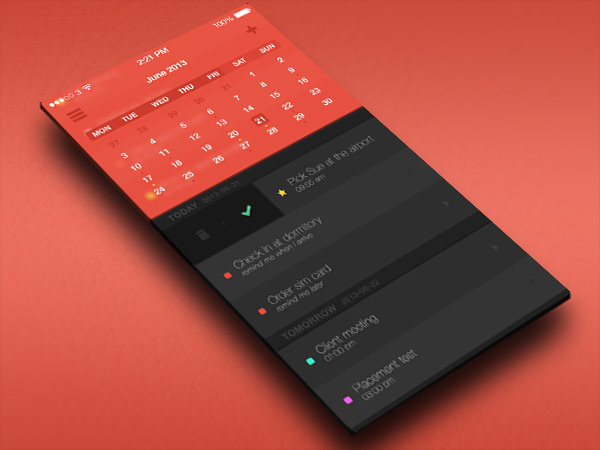 3 2:21 PM 100%
June 2013
MON TUE WED THU FRI SAT SUN
27 28 29 30 31 1 2
3 4 5 6 7 8 9
10 11 12 13 14 15 16
17 18 19 20 21 22 23
24 25 26 27 28 29 30
TODAY 2013-06-21
Pick Sue at the airport
09:55 am
Check in at dormitory
remind me when I arrive
Order sim card
remind me later
TOMORROW 2013-06-22
Client meeting
01:00 pm
Placement test
03:00 pm